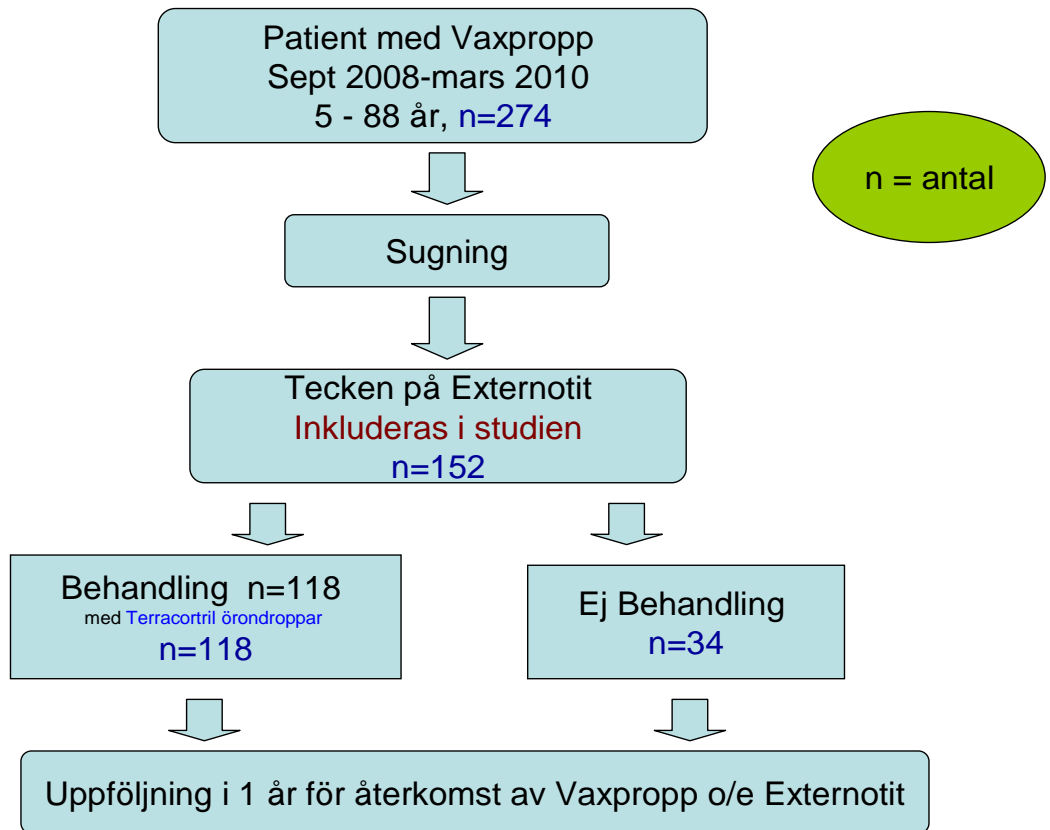 Patient med Vaxpropp
Sept 2008-mars 2010
5 - 88 år, n=274
n = antal
Sugning
Tecken på Externotit
Inkluderas i studien
n=152
Behandling n=118
med Terracortril örondroppar
n=118
Ej Behandling
n=34
Uppföljning i 1 år för återkomst av Vaxpropp o/e Externotit